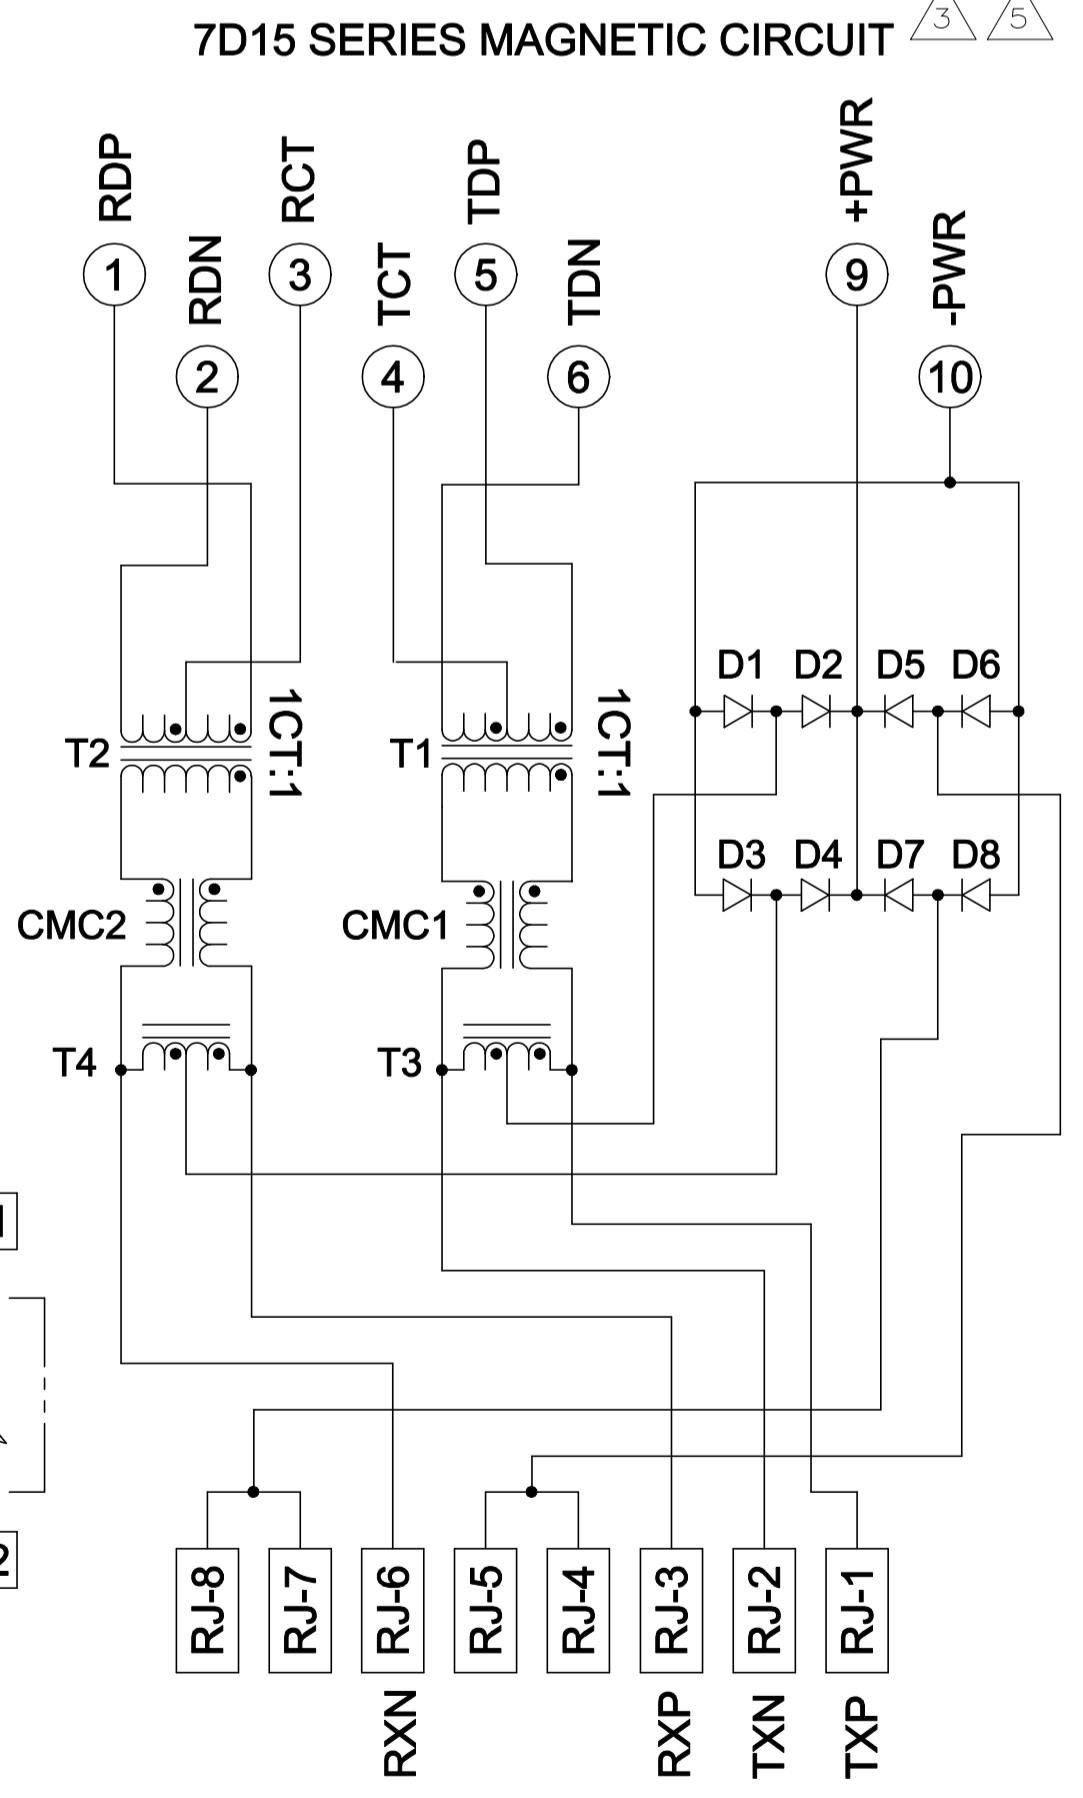 7D15 SERIES MAGNETIC CIRCUIT
3
5
RDP
RDN
RCT
TCT
TDP
TDN
+PWR
-PWR
1
2
3
4
5
6
9
10
D1
D2
D5
D6
T2
1CT:1
T1
1CT:1
D3
D4
D7
D8
CMC2
CMC1
T4
T3
RJ-8
RJ-7
RJ-6
RJ-5
RJ-4
RJ-3
RJ-2
RJ-1
RXN
RXP
TXN
TXP